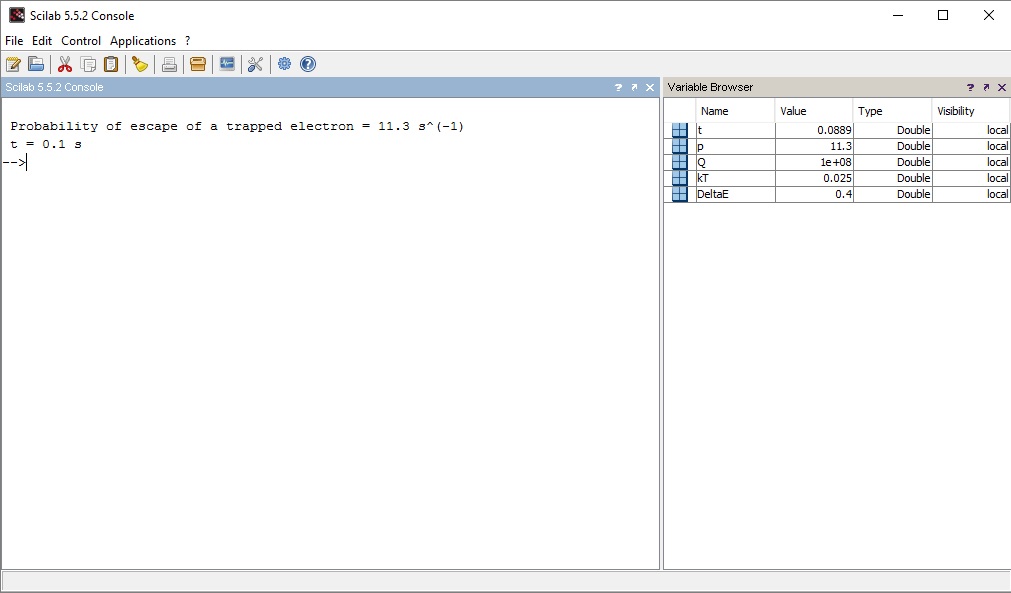 Scilab 5.5.2 Console
File Edit Control Applications ?
Scilab 5.5.2 Console ?
Probability of escape of a trapped electron = 11.3 s^(-1)
t = 0.1 s
-->
Variable Browser ?
Name Value Type Visibility
t 0.0889 Double local
p 11.3 Double local
Q 1e+08 Double local
kT 0.025 Double local
DeltaE 0.4 Double local